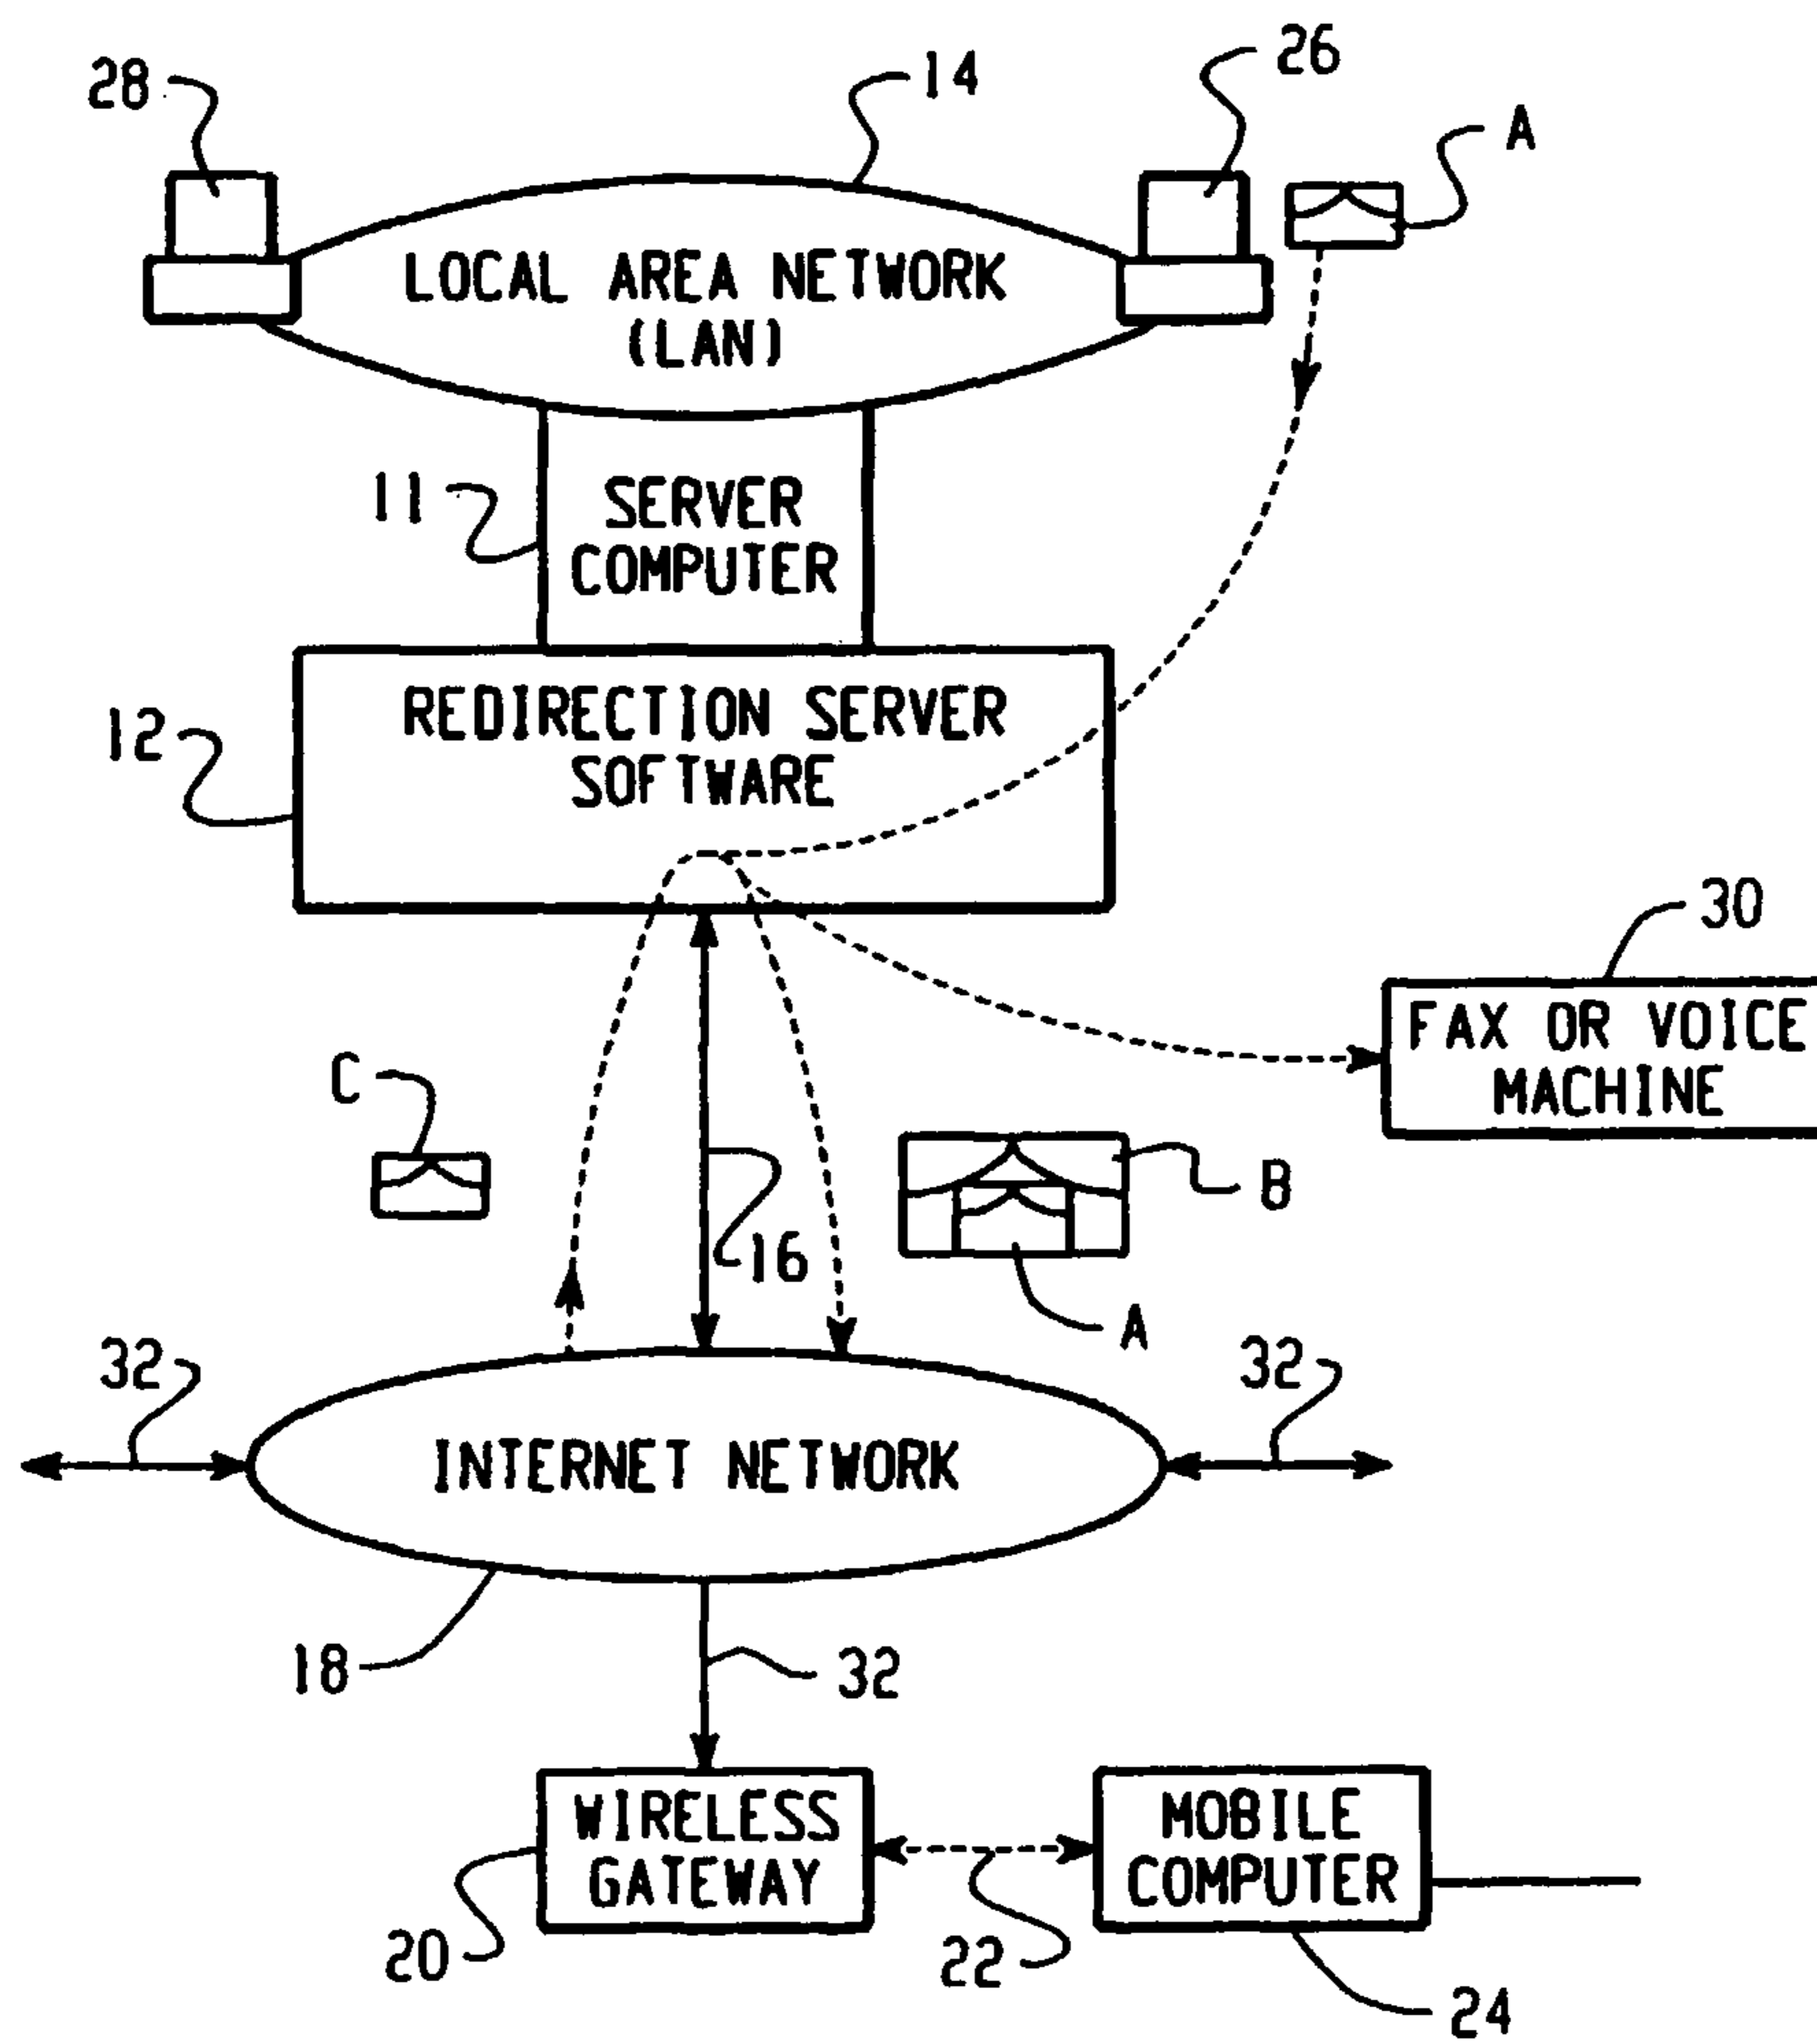 28
14
26
A
LOCAL AREA NETWORK
(LAN)
11
SERVER
COMPUTER
12
REDIRECTION SERVER
SOFTWARE
30
FAX OR VOICE
MACHINE
C
B
16
A
32
32
INTERNET NETWORK
18
32
WIRELESS
GATEWAY
MOBILE
COMPUTER
20
22
24